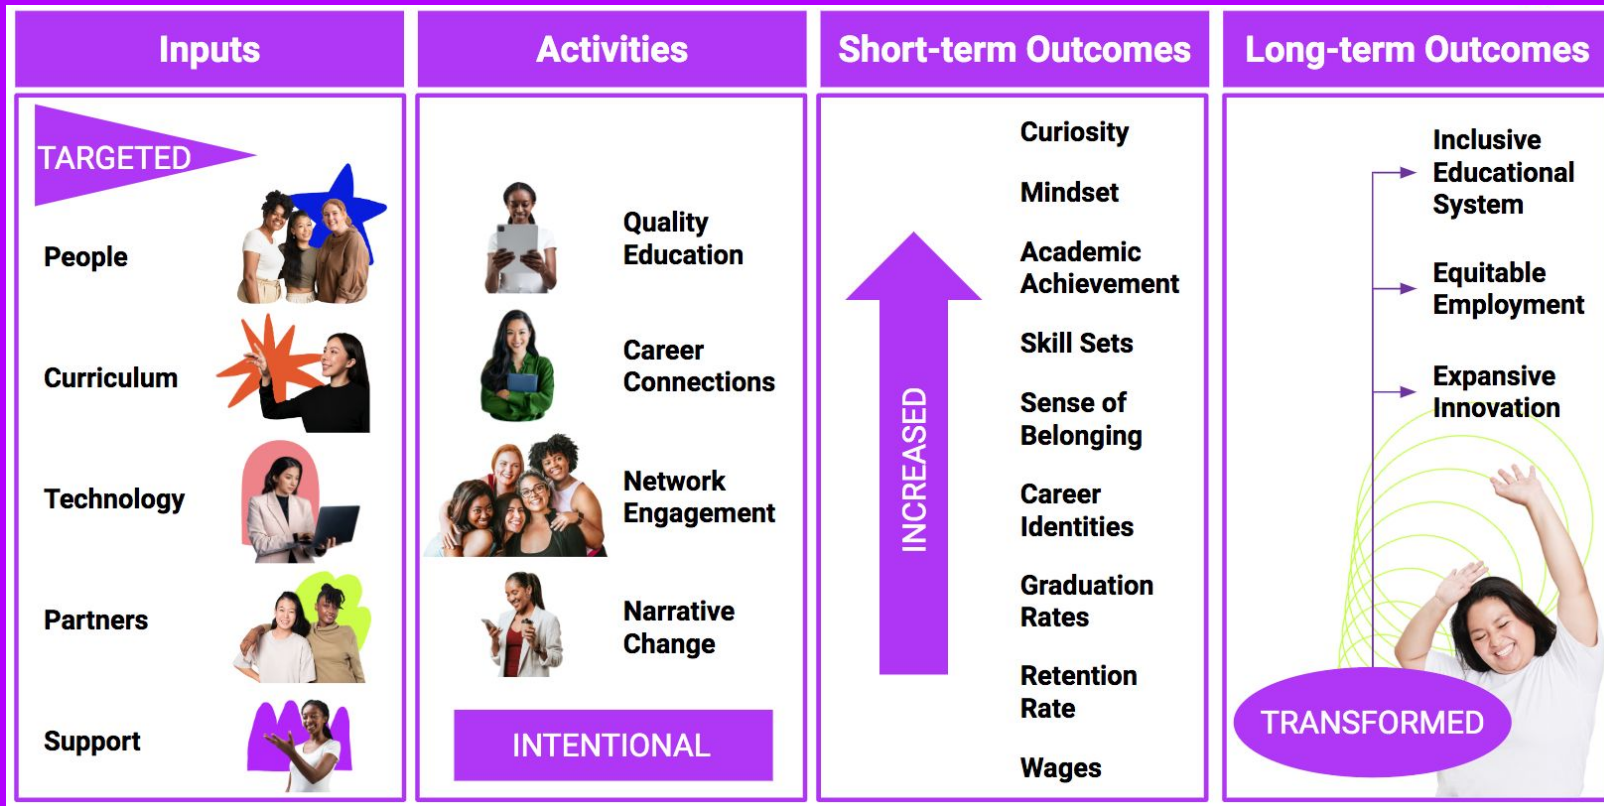 Inputs
TARGETED
People
Curriculum
Technology
Partners
Support
Activities
Quality
Education
Career
Connections
Network
Engagement
Narrative
Change
INTENTIONAL
Short-term Outcomes
INCREASED
Curiosity
Mindset
Academic
Achievement
Skill Sets
Sense of
Belonging
Career
Identities
Graduation
Rates
Retention
Rate
Wages
Long-term Outcomes
Inclusive
Educational
System
Equitable
Employment
Expansive
Innovation
TRANSFORMED